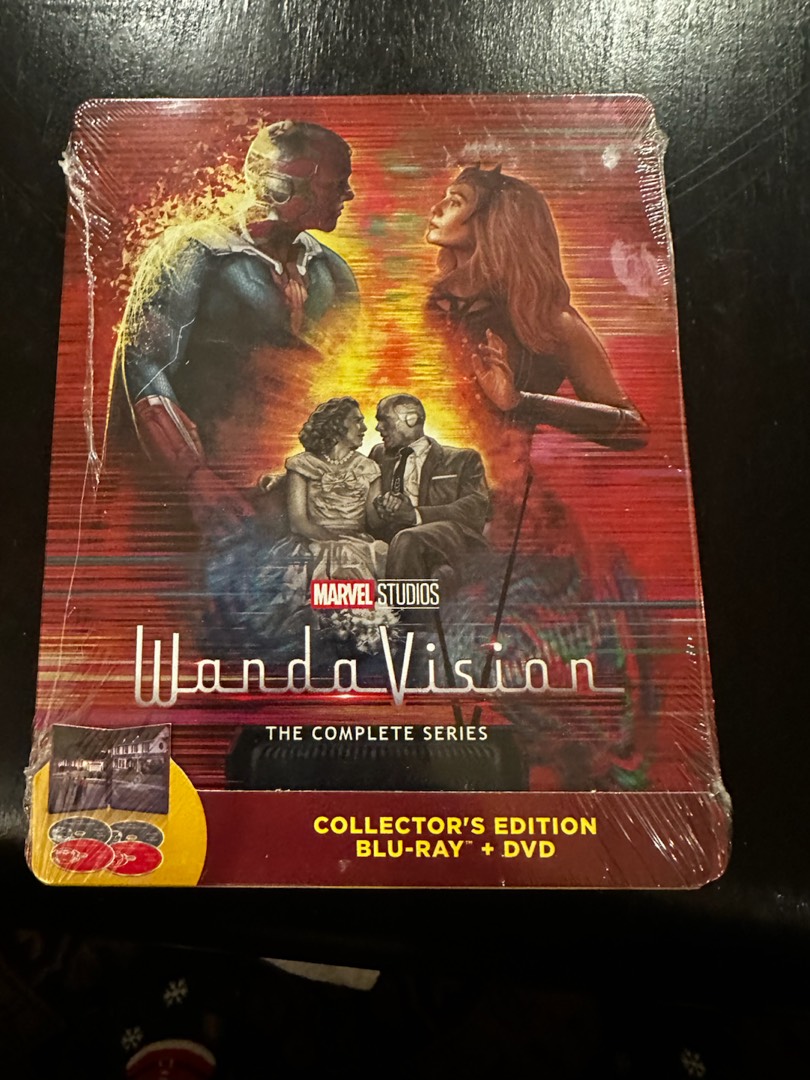 MARVEL STUDIOS
WandaVision
THE COMPLETE SERIES
COLLECTOR'S EDITION
BLU-RAY™ + DVD